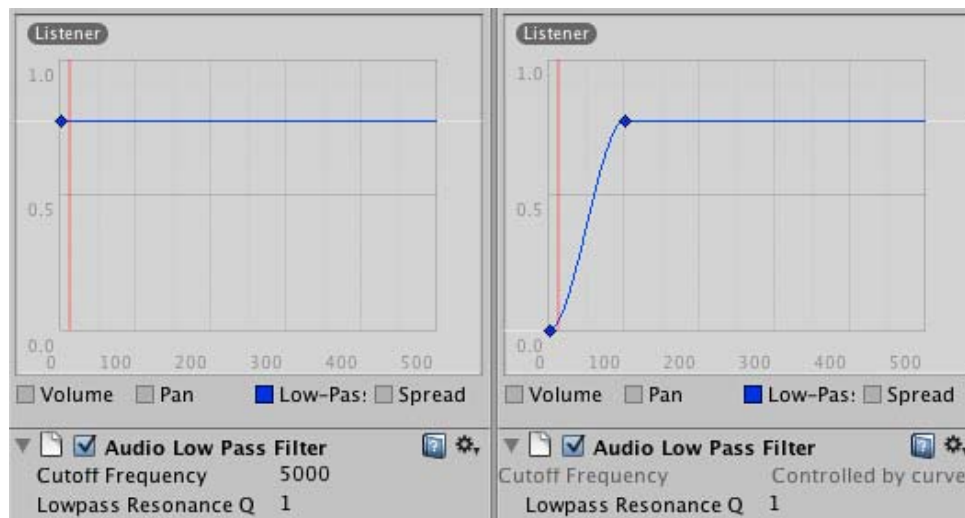 Listener
1.0
0.5
0.0
0 100 200 300 400 500
Volume Pan Low-Pas: Spread
Audio Low Pass Filter
Cutoff Frequency 5000
Lowpass Resonance Q 1
Listener
1.0
0.5
0.0
0 100 200 300 400 500
Volume Pan Low-Pas: Spread
Audio Low Pass Filter
Cutoff Frequency Controlled by curve
Lowpass Resonance Q 1